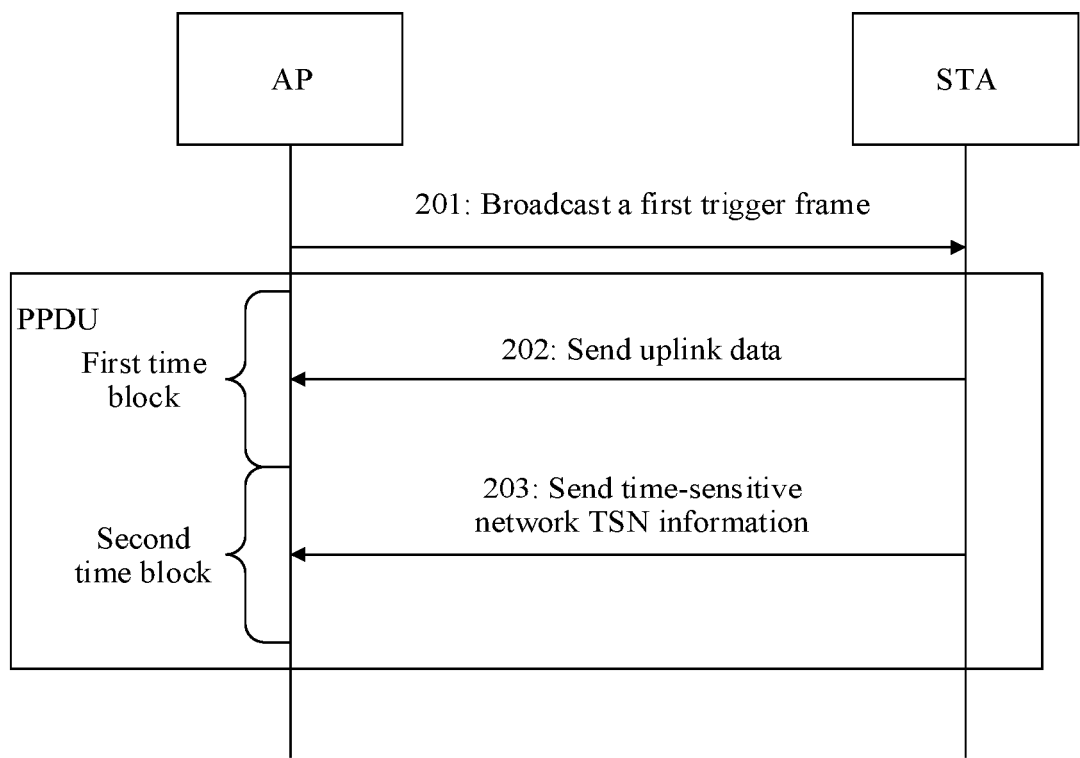 AP
STA
201: Broadcast a first trigger frame
PPDU
First time
block
202: Send uplink data
203: Send time-sensitive
network TSN information
Second
time block